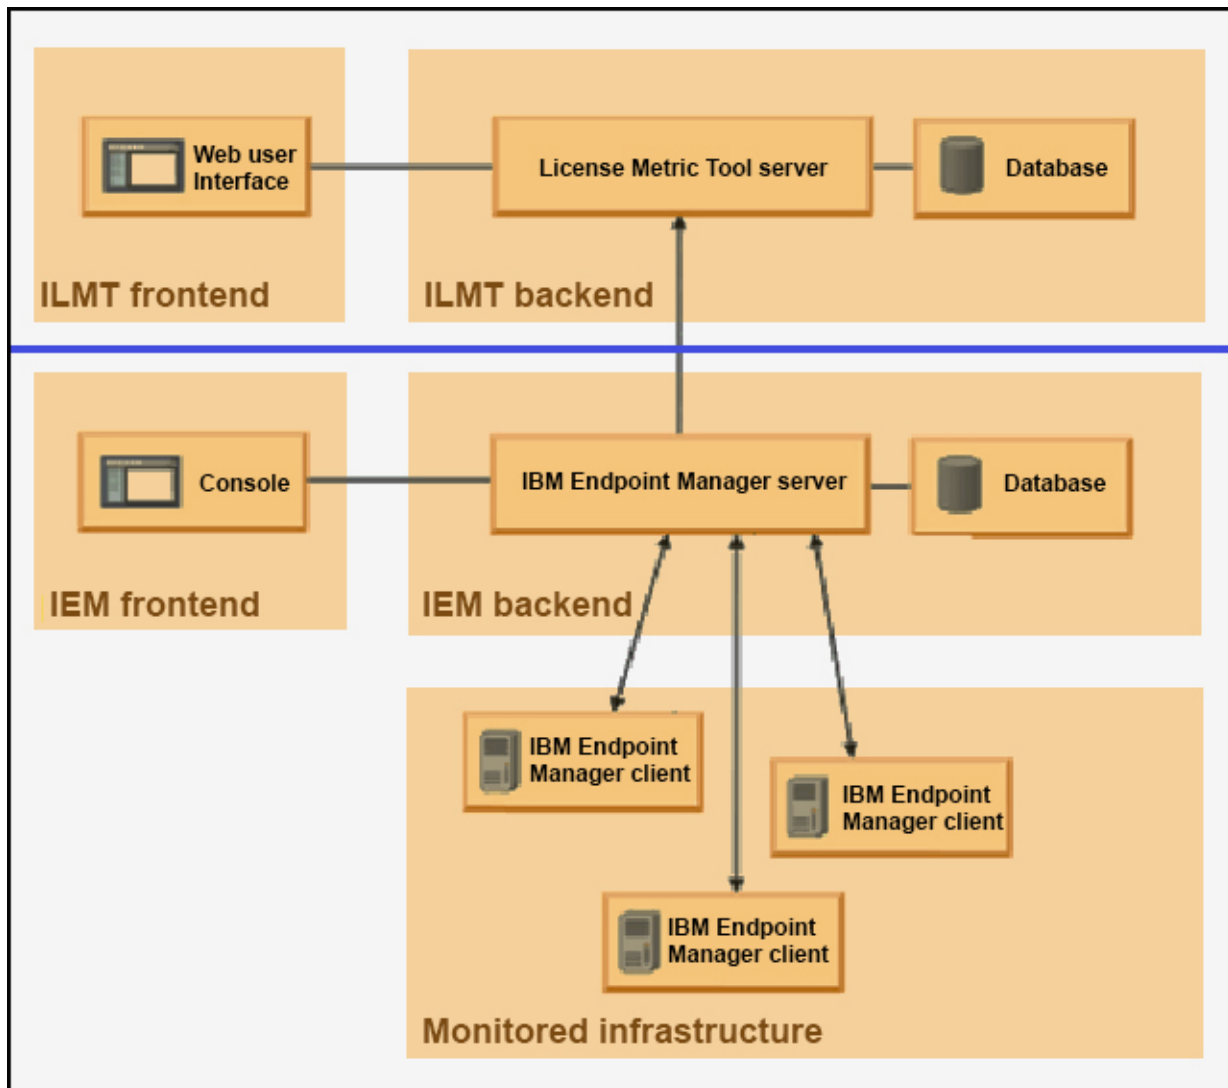 Web user
Interface
License Metric Tool server
Database
ILMT frontend
ILMT backend
Console
IBM Endpoint Manager server
Database
IEM frontend
IEM backend
IBM Endpoint
Manager client
IBM Endpoint
Manager client
IBM Endpoint
Manager client
Monitored infrastructure